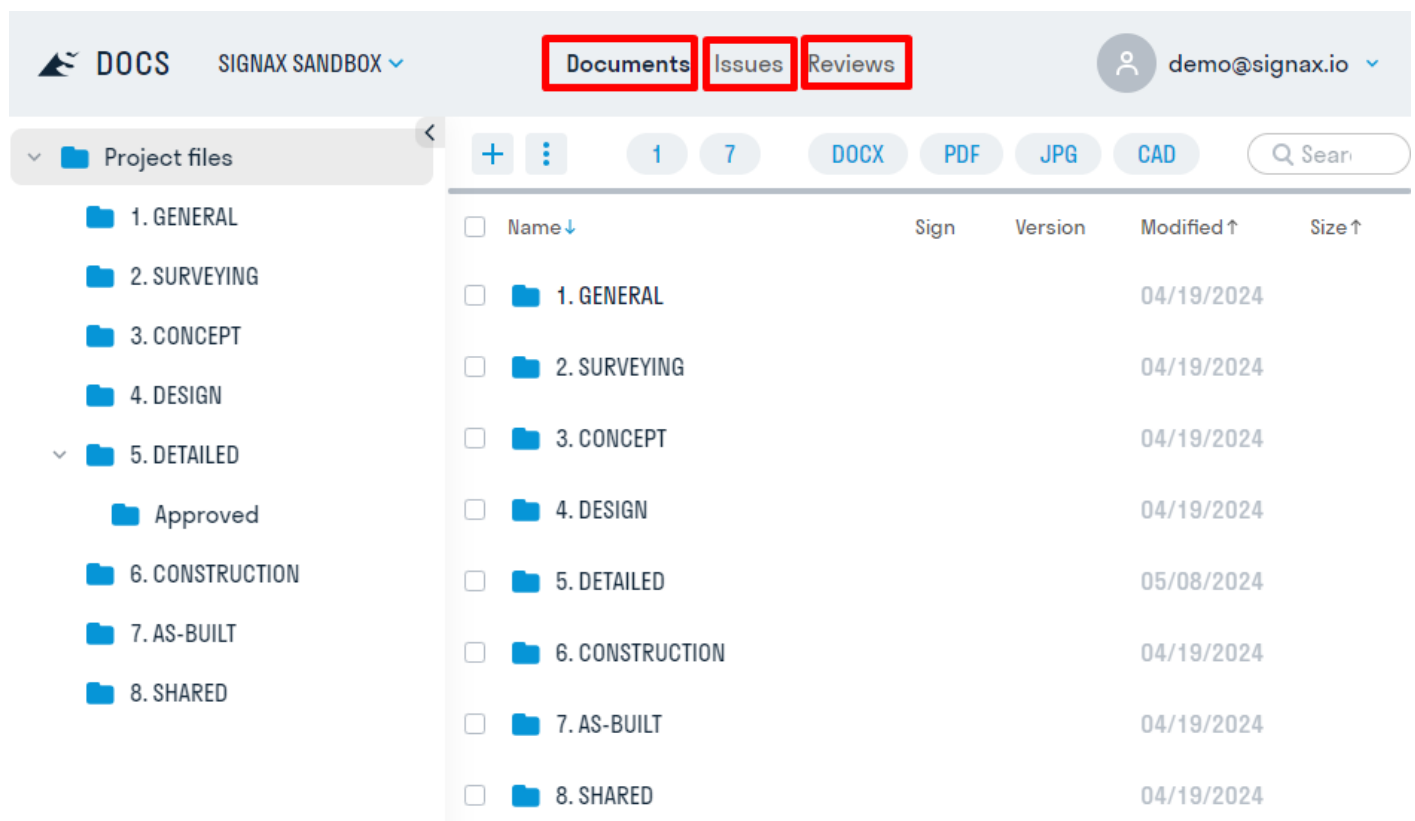 DOCS SIGNAX SANDBOX Documents Issues Reviews demo@signax.io
Project files
1. GENERAL
2. SURVEYING
3. CONCEPT
4. DESIGN
5. DETAILED
Approved
6. CONSTRUCTION
7. AS-BUILT
8. SHARED
1 7 DOCX PDF JPG CAD Sear
Name↓ Sign Version Modified↑ Size↑
1. GENERAL 04/19/2024
2. SURVEYING 04/19/2024
3. CONCEPT 04/19/2024
4. DESIGN 04/19/2024
5. DETAILED 05/08/2024
6. CONSTRUCTION 04/19/2024
7. AS-BUILT 04/19/2024
8. SHARED 04/19/2024